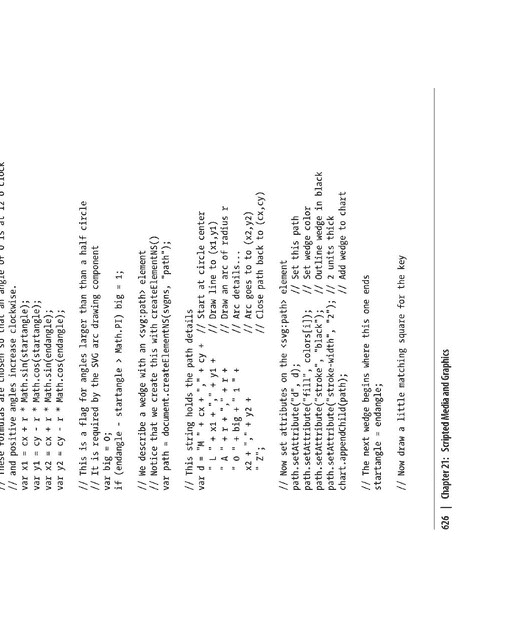 // These formulas are chosen so that an angle of 0 is at 12 o'clock
// and positive angles increase clockwise.
var x1 = cx + r * Math.sin(startangle);
var y1 = cy - r * Math.cos(startangle);
var x2 = cx + r * Math.sin(endangle);
var y2 = cy - r * Math.cos(endangle);
// This is a flag for angles larger than than a half circle
// It is required by the SVG arc drawing component
var big = 0;
if (endangle - startangle > Math.PI) big = 1;
// We describe a wedge with an <svg:path> element
// Notice that we create this with createElementNS()
var path = document.createElementNS(svgns, "path");
// This string holds the path details
var d = "M " + cx + "," + cy + // Start at circle center
" L " + x1 + "," + y1 + // Draw line to (x1,y1)
" A " + r + "," + r + // Draw an arc of radius r
" 0 " + big + " 1 " + // Arc details...
x2 + "," + y2 + // Arc goes to to (x2,y2)
" Z"; // Close path back to (cx,cy)
// Now set attributes on the <svg:path> element
path.setAttribute("d", d); // Set this path
path.setAttribute("fill", colors[i]); // Set wedge color
path.setAttribute("stroke", "black"); // Outline wedge in black
path.setAttribute("stroke-width", "2"); // 2 units thick
chart.appendChild(path); // Add wedge to chart
// The next wedge begins where this one ends
startangle = endangle;
// Now draw a little matching square for the key
626 | Chapter 21: Scripted Media and Graphics